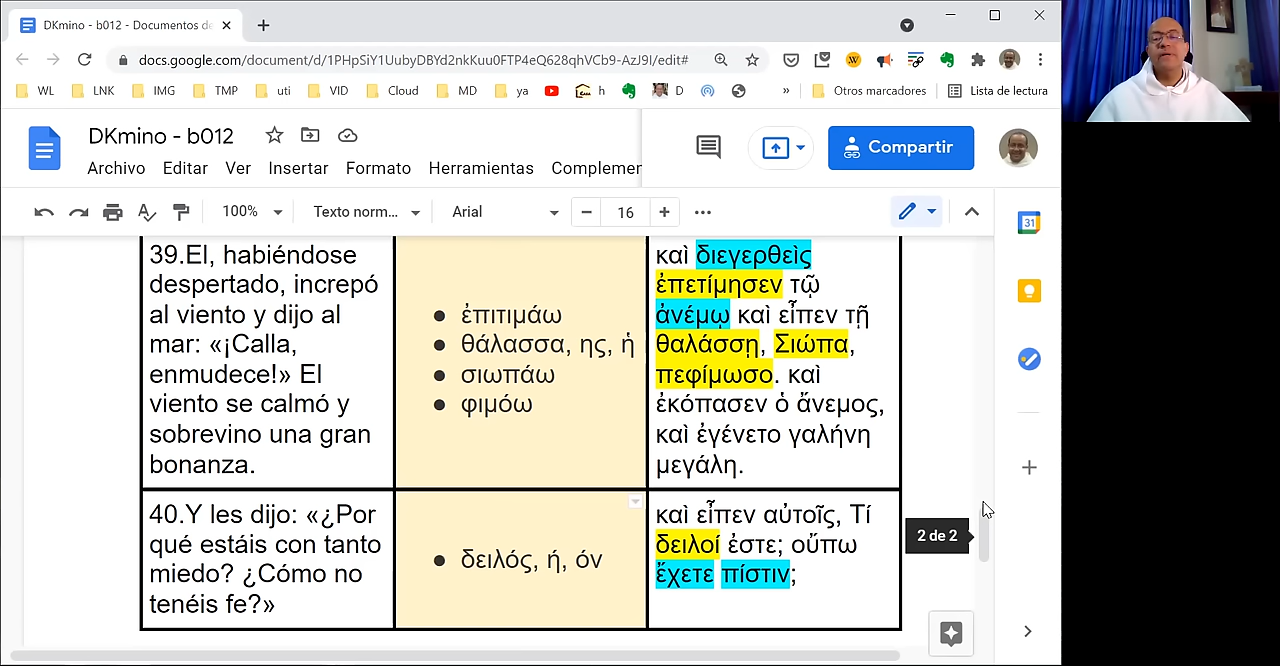 DKmino - b012 - Documentos de
docs.google.com/document/d/1PHpSiY1UubyDBYd2nkKuu0FTP4eQ628qhVCb9-AzJ9I/edit#
WL LNK IMG TMP uti VID Cloud MD ya h D » Otros marcadores Lista de lectura
DKmino - b012
Compartir
Archivo Editar Ver Insertar Formato Herramientas Complemen
100% Texto norm... Arial 16
31
39.El, habiéndose
despertado, increpó
al viento y dijo al
mar: «¡Calla,
enmudece!» El
viento se calmó y
sobrevino una gran
bonanza.
● ἐπιτιμάω
● θάλασσα, ης, ἡ
● σιωπάω
● φιμόω
καὶ διεγερθεὶς
ἐπετίμησεν τῷ
ἀνέμῳ καὶ εἶπεν τῇ
θαλάσσῃ, Σιώπα,
πεφίμωσο. καὶ
ἐκόπασεν ὁ ἄνεμος,
καὶ ἐγένετο γαλήνη
μεγάλη.
40.Y les dijo: «¿Por
qué estáis con tanto
miedo? ¿Cómo no
tenéis fe?»
● δειλός, ή, όν
καὶ εἶπεν αὐτοῖς, Τί
δειλοί ἐστε; οὔπω
ἔχετε πίστιν;
2 de 2